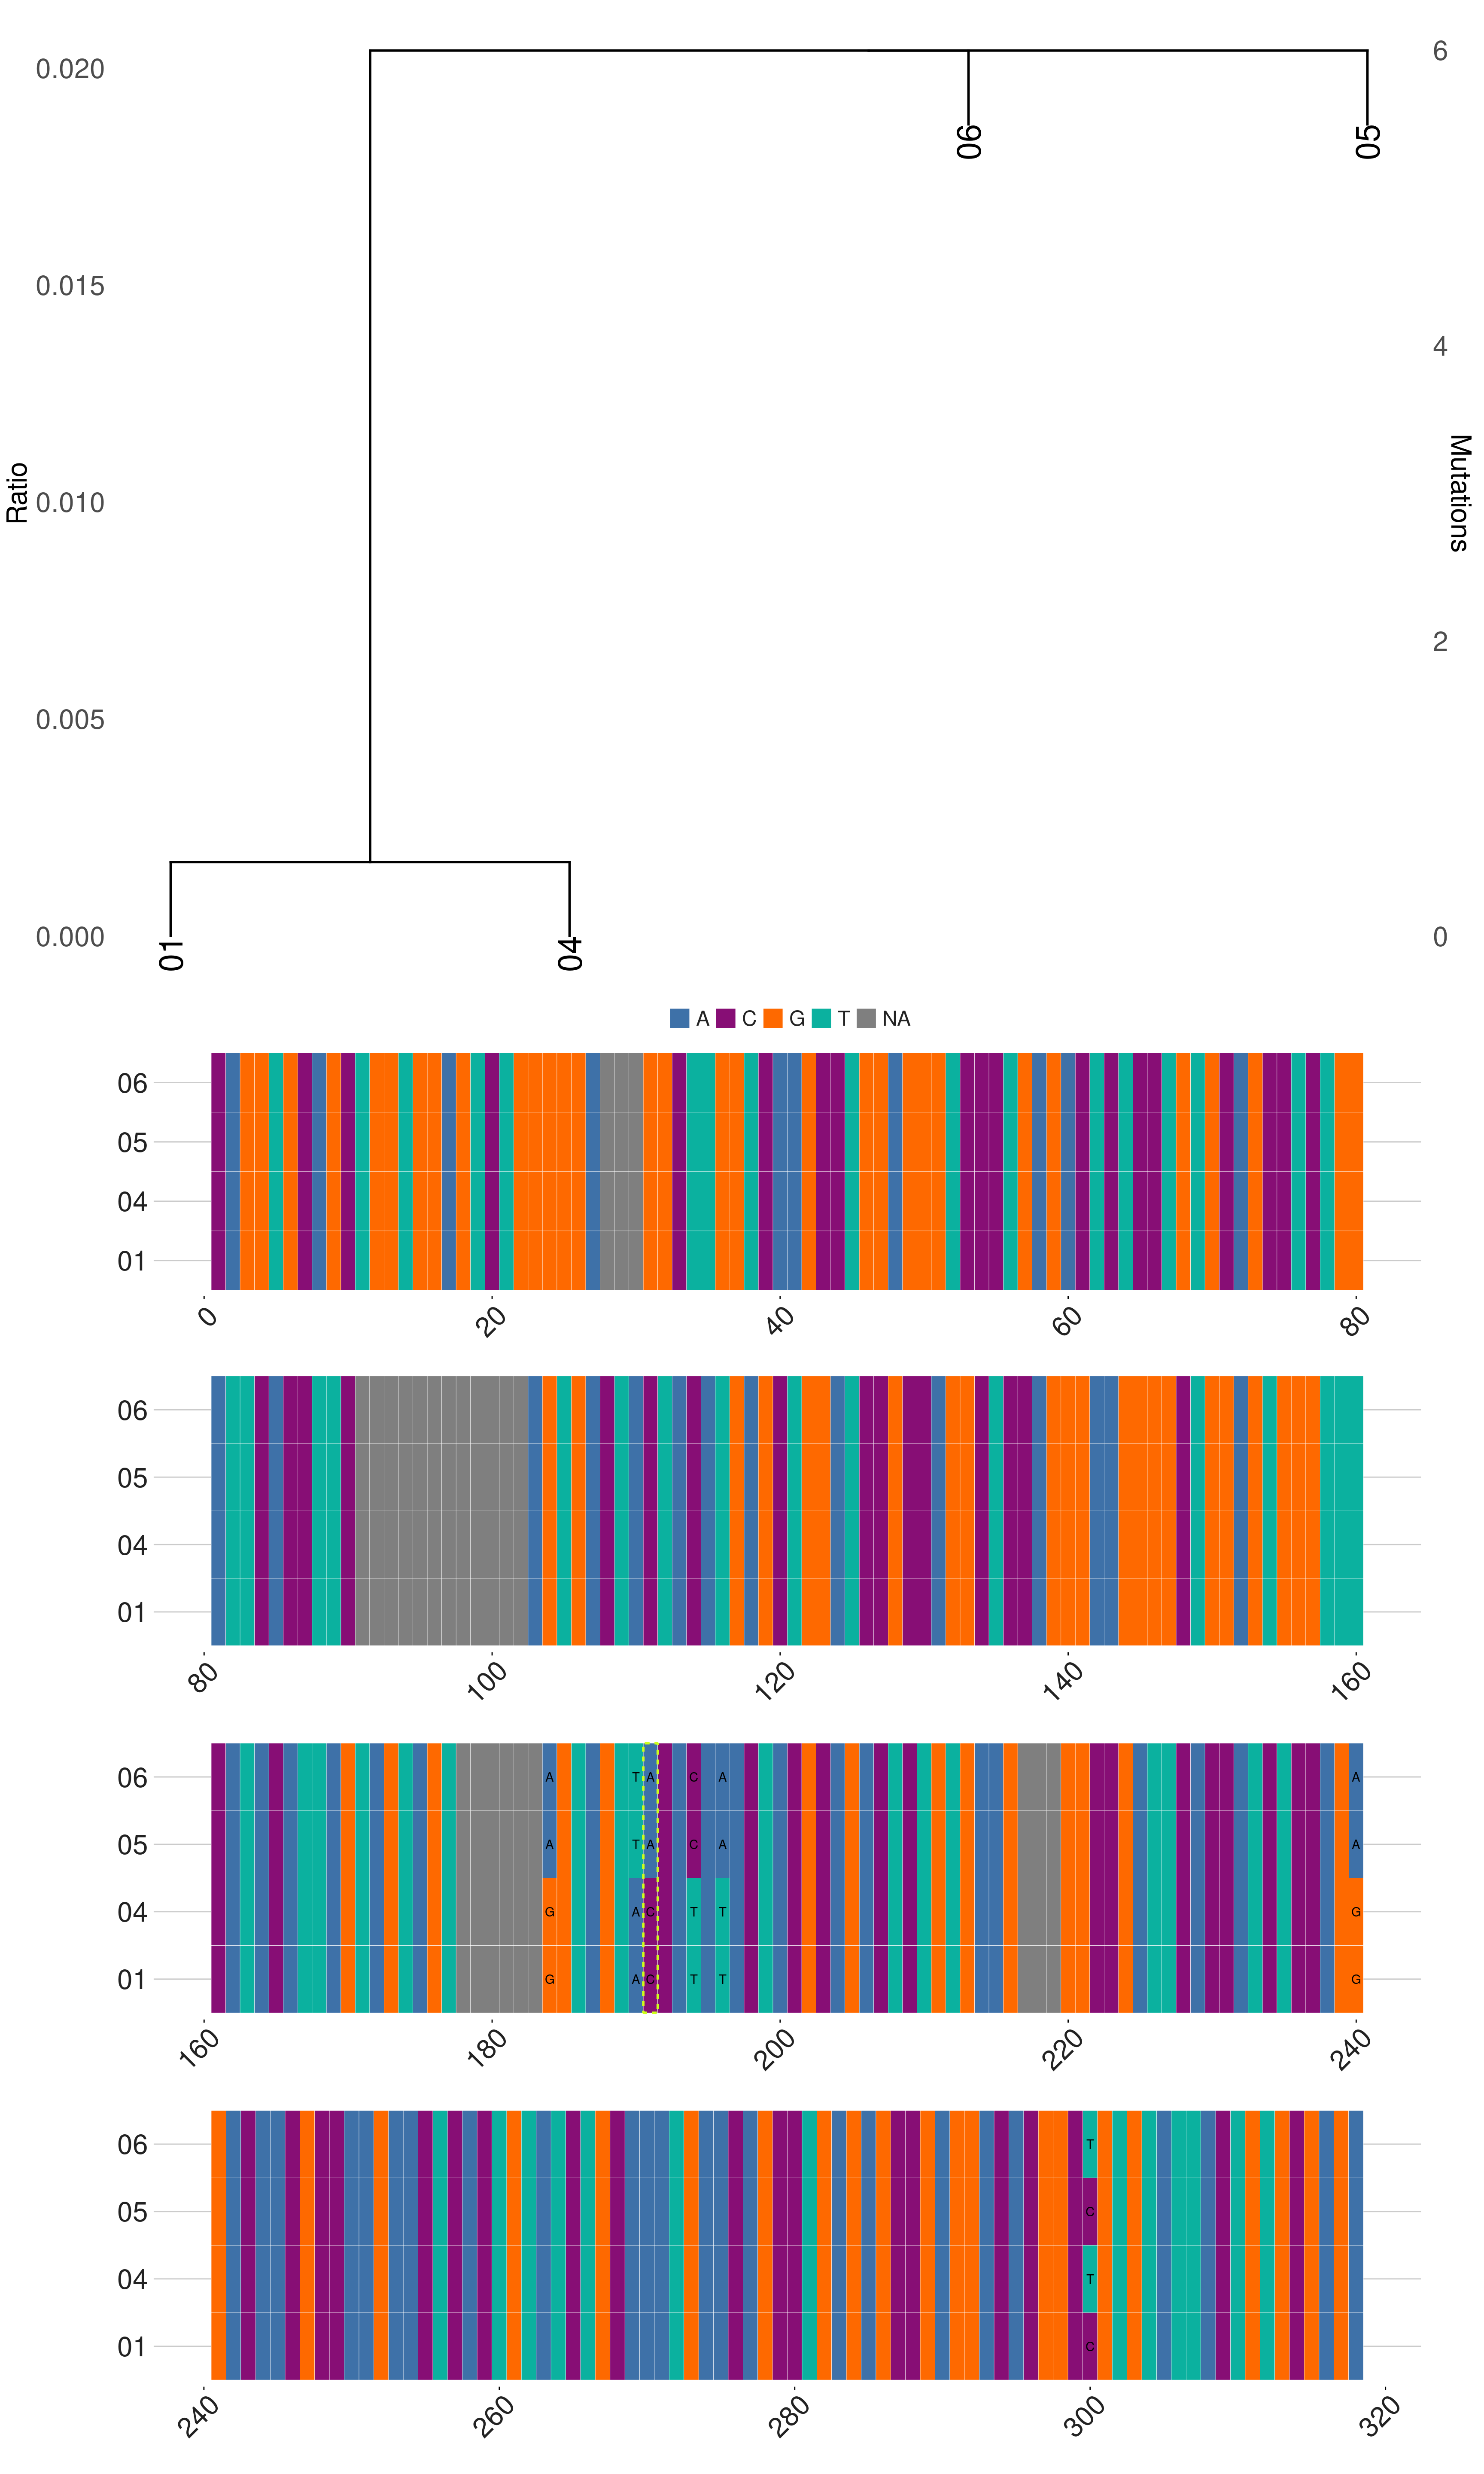 0.020
0.015
0.010
0.005
0.000
Ratio
6
4
2
0
Mutations
06
05
01
04
A C G T NA
06
05
04
01
0 20 40 60 80
06
05
04
01
80 100 120 140 160
06 A T A C A A
05 A T A C A A
04 G A C T T G
01 G A C T T G
160 180 200 220 240
06 T
05 C
04 T
01 C
240 260 280 300 320